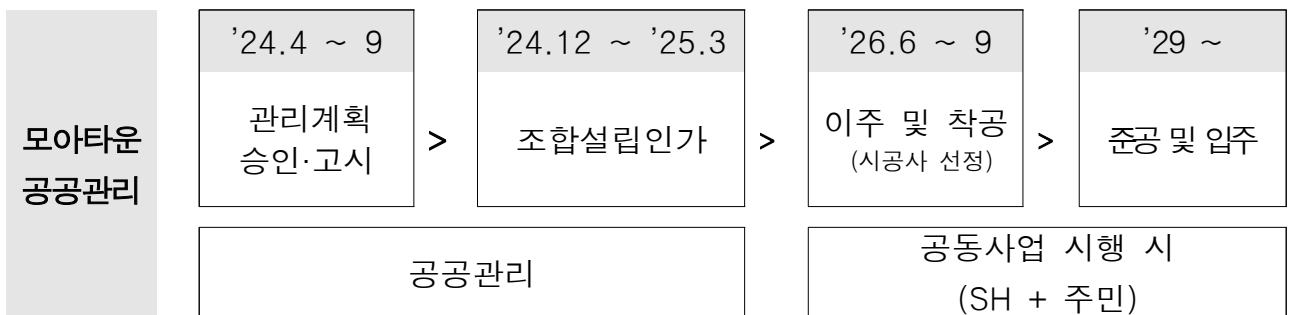 모아타운
공공관리
’24.4 ~ 9
’24.12 ~ ’25.3
’26.6 ~ 9
’29 ~
관리계획
승인·고시
>
조합설립인가
>
이주 및 착공
(시공사 선정)
>
준공 및 입주
공공관리
공동사업 시행 시
(SH + 주민)